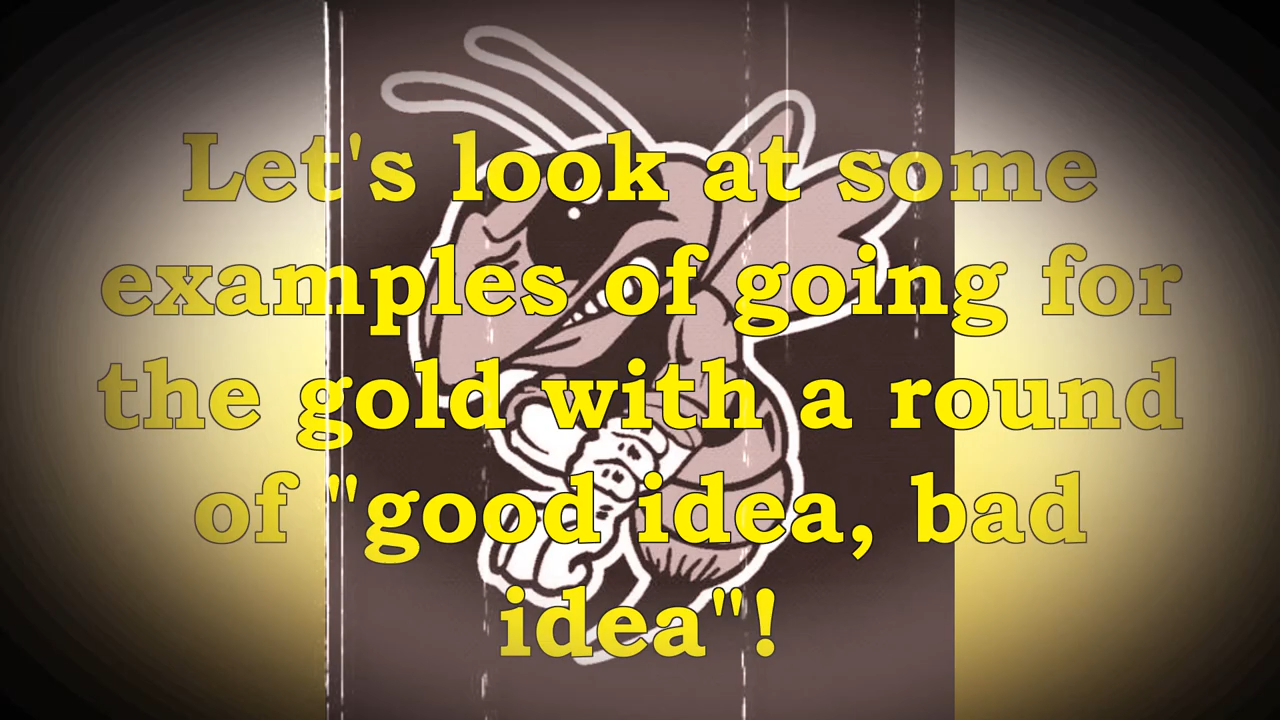 Let's look at some
examples of going for
the gold with a round
of "good idea, bad
idea"!